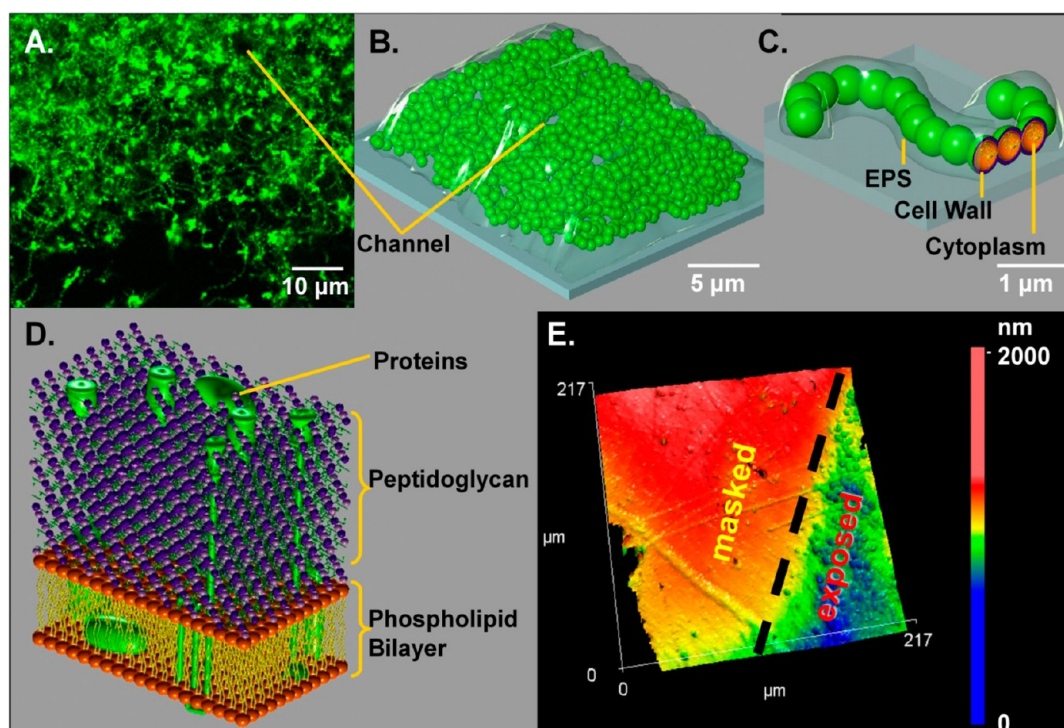 A.
Channel
10 μm
B.
5 μm
C.
EPS
Cell Wall
Cytoplasm
1 μm
D.
Proteins
Peptidoglycan
Phospholipid
Bilayer
E.
217
μm
0
0
μm
217
masked
exposed
nm
2000
0